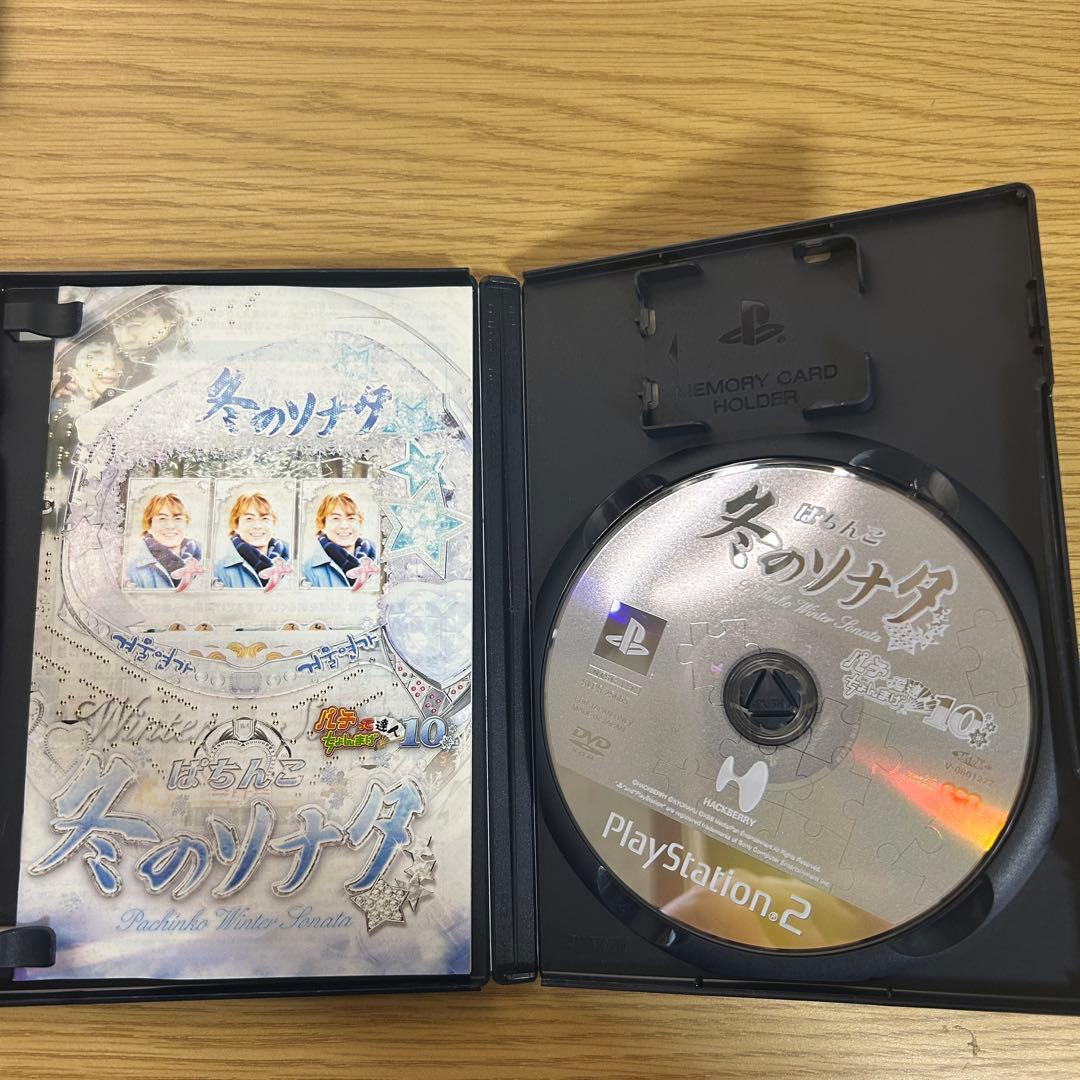 冬のソナタ
겨울연가
겨울연가
Winter
パチってちょんまげ達人10
ぱちんこ
冬のソナタ
Pachinko Winter Sonata
MEMORY CARD
HOLDER
ぱちんこ
冬のソナタ
Pachinko Winter Sonata
パチってちょんまげ達人10
PUSH
DVD
HACKBERRY
PlayStation®2